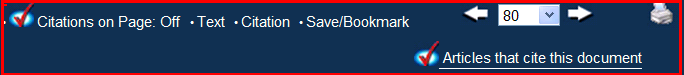 • Citations on Page: Off • Text • Citation • Save/Bookmark 80
Articles that cite this document